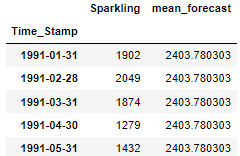 Sparkling mean_forecast
Time_Stamp
1991-01-31 1902 2403.780303
1991-02-28 2049 2403.780303
1991-03-31 1874 2403.780303
1991-04-30 1279 2403.780303
1991-05-31 1432 2403.780303